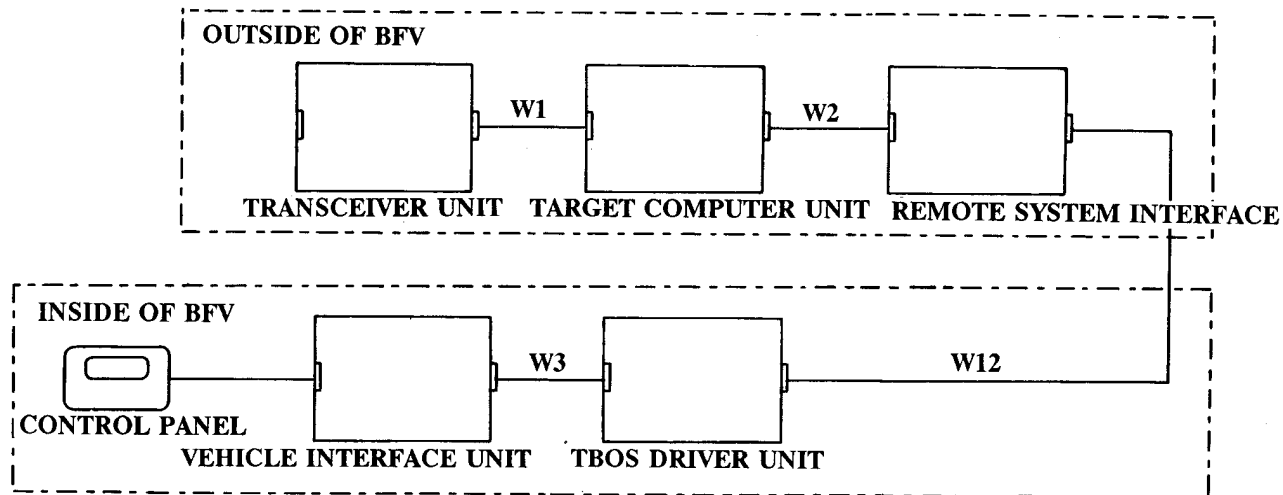 OUTSIDE OF BFV
W1
W2
TRANSCEIVER UNIT
TARGET COMPUTER UNIT
REMOTE SYSTEM INTERFACE
INSIDE OF BFV
W3
W12
CONTROL PANEL
VEHICLE INTERFACE UNIT
TBOS DRIVER UNIT